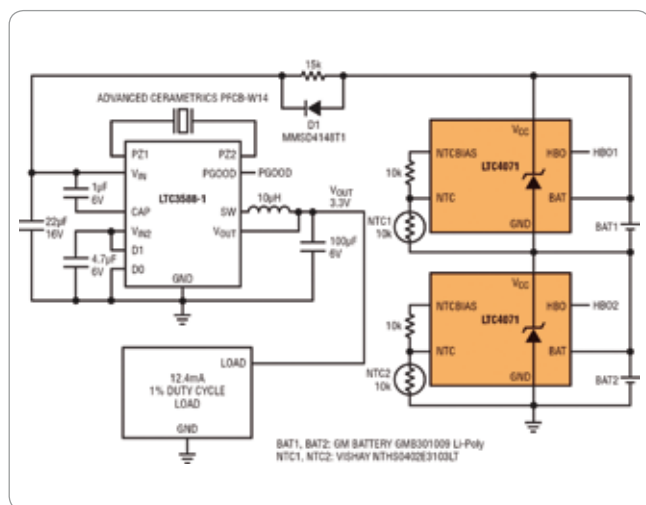 15k
ADVANCED CERAMETRICS PFCB-W14
D1
MMSD4148T1
PZ1
PZ2
VIN
PGOOD
PGOOD
LTC3588-1
1µF
6V
CAP
SW
10µH
VOUT
3.3V
22µF
16V
VIN2
VOUT
D1
4.7µF
6V
D0
100µF
6V
GND
VCC
NTCBIAS
HBO
HBO1
10k
LTC4071
NTC
BAT
NTC1
10k
GND
BAT1
VCC
NTCBIAS
HBO
HBO2
10k
LTC4071
NTC
BAT
NTC2
10k
GND
BAT2
LOAD
12.4mA
1% DUTY CYCLE
LOAD
GND
BAT1, BAT2: GM BATTERY GMB301009 Li-Poly
NTC1, NTC2: VISHAY NTHS0402E3103LT